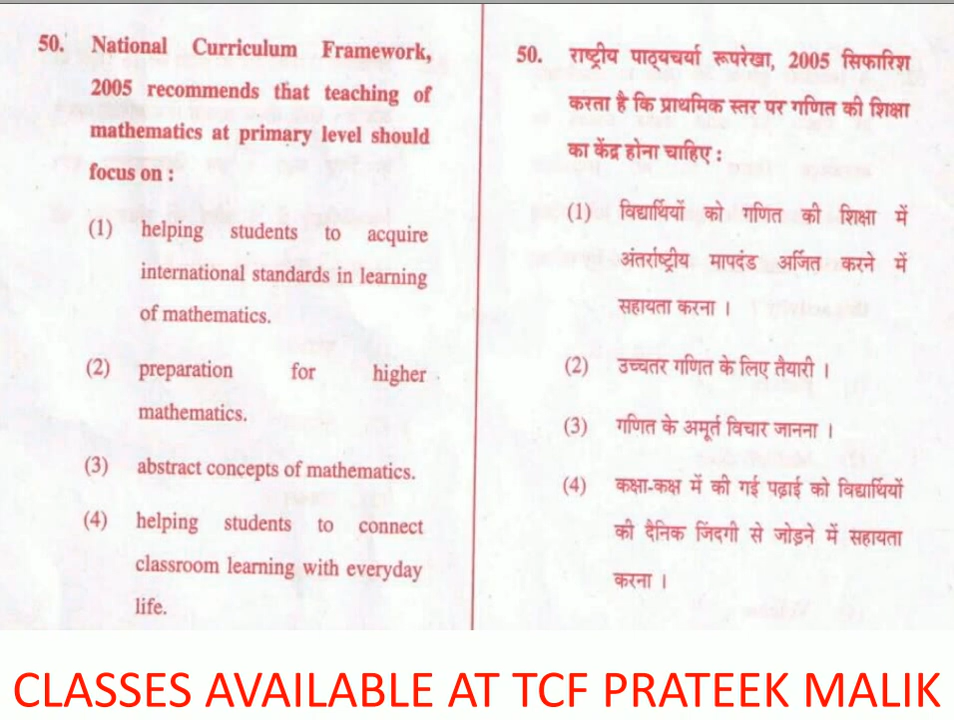 50. National Curriculum Framework,
2005 recommends that teaching of
mathematics at primary level should
focus on :
(1) helping students to acquire
international standards in learning
of mathematics.
(2) preparation for higher
mathematics.
(3) abstract concepts of mathematics.
(4) helping students to connect
classroom learning with everyday
life.
50. राष्ट्रीय पाठ्यचर्या रूपरेखा, 2005 सिफारिश
करता है कि प्राथमिक स्तर पर गणित की शिक्षा
का केंद्र होना चाहिए :
(1) विद्यार्थियों को गणित की शिक्षा में
अंतर्राष्ट्रीय मापदंड अर्जित करने में
सहायता करना ।
(2) उच्चतर गणित के लिए तैयारी ।
(3) गणित के अमूर्त विचार जानना ।
(4) कक्षा-कक्ष में की गई पढ़ाई को विद्यार्थियों
की दैनिक जिंदगी से जोड़ने में सहायता
करना ।
CLASSES AVAILABLE AT TCF PRATEEK MALIK